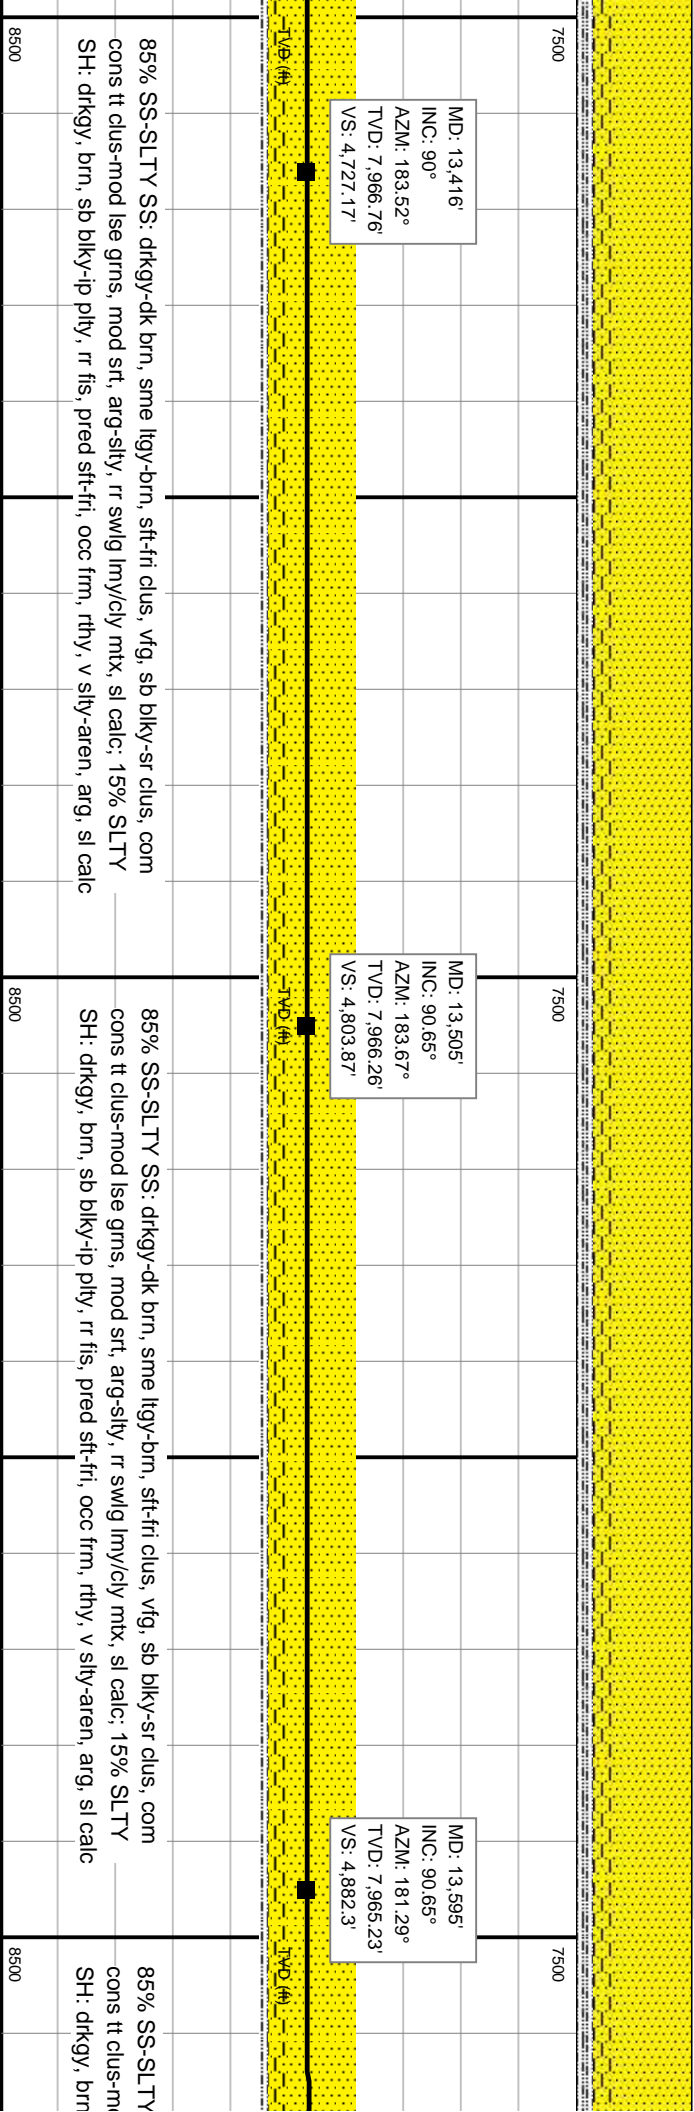 7500
8500
TVD (ft)
MD: 13,416'
INC: 90°
AZM: 183.52°
TVD: 7,966.76'
VS: 4,727.17'
85% SS-SLTY SS: drkgy-dk brn, sme ltgy-brn, sft-fri clus, vfg, sb blky-sr clus, com
cons tt clus-mod lse grns, mod srt, arg-slty, rr swlg lmy/cly mtx, sl calc; 15% SLTY
SH: drkgy, brn, sb blky-ip plty, rr fis, pred sft-fri, occ frm, rthy, v slty-aren, arg, sl calc
7500
8500
TVD (ft)
MD: 13,505'
INC: 90.65°
AZM: 183.67°
TVD: 7,966.26'
VS: 4,803.87'
85% SS-SLTY SS: drkgy-dk brn, sme ltgy-brn, sft-fri clus, vfg, sb blky-sr clus, com
cons tt clus-mod lse grns, mod srt, arg-slty, rr swlg lmy/cly mtx, sl calc; 15% SLTY
SH: drkgy, brn, sb blky-ip plty, rr fis, pred sft-fri, occ frm, rthy, v slty-aren, arg, sl calc
MD: 13,595'
INC: 90.65°
AZM: 181.29°
TVD: 7,965.23'
VS: 4,882.3'
7500
8500
TVD (ft)
85% SS-SLTY
cons tt clus-m
SH: drkgy, brn